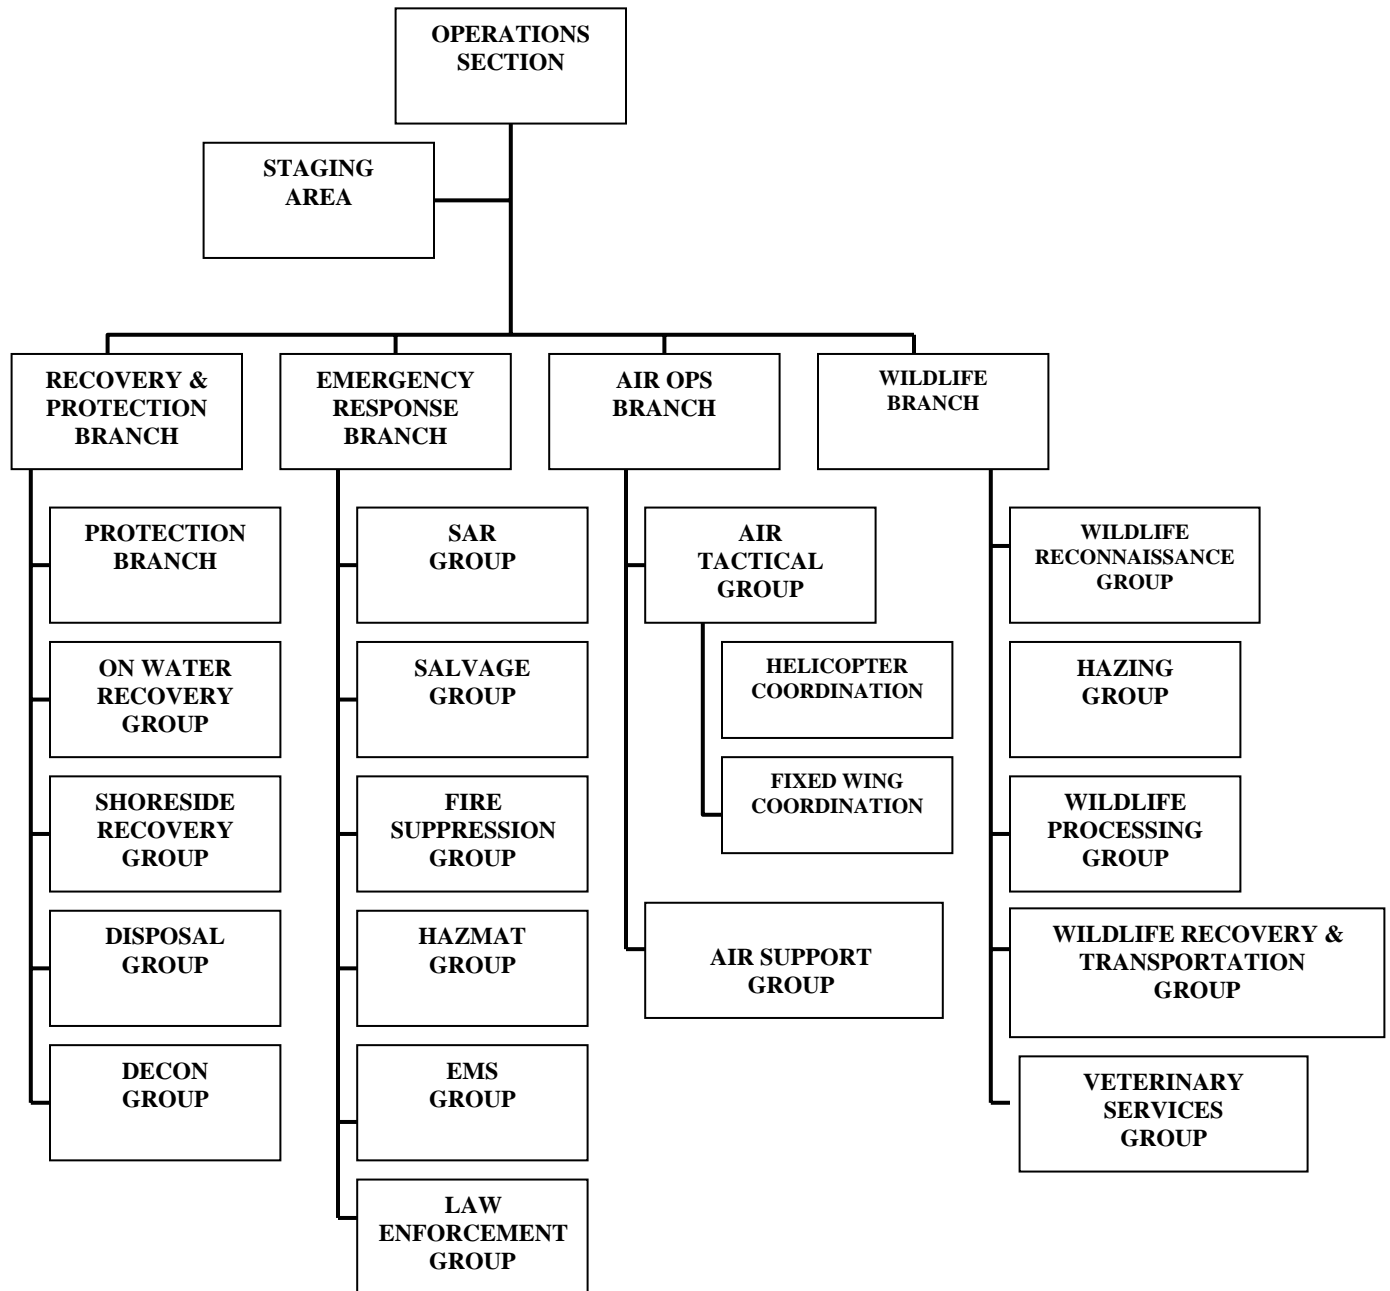 OPERATIONS
SECTION
STAGING
AREA
RECOVERY &
PROTECTION
BRANCH
EMERGENCY
RESPONSE
BRANCH
AIR OPS
BRANCH
WILDLIFE
BRANCH
PROTECTION
BRANCH
ON WATER
RECOVERY
GROUP
SHORESIDE
RECOVERY
GROUP
DISPOSAL
GROUP
DECON
GROUP
SAR
GROUP
SALVAGE
GROUP
FIRE
SUPPRESSION
GROUP
HAZMAT
GROUP
EMS
GROUP
LAW
ENFORCEMENT
GROUP
AIR
TACTICAL
GROUP
HELICOPTER
COORDINATION
FIXED WING
COORDINATION
AIR SUPPORT
GROUP
WILDLIFE
RECONNAISSANCE
GROUP
HAZING
GROUP
WILDLIFE
PROCESSING
GROUP
WILDLIFE RECOVERY &
TRANSPORTATION
GROUP
VETERINARY
SERVICES
GROUP